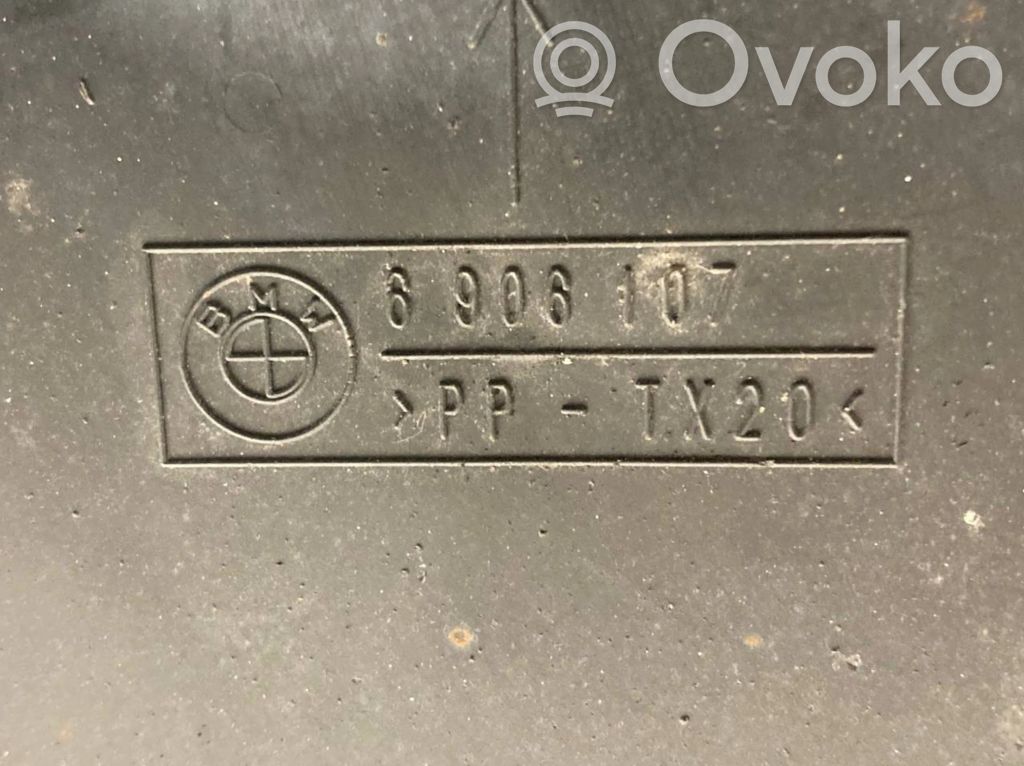 Ovoko
BMW
6 906 107
>PP - TX20<